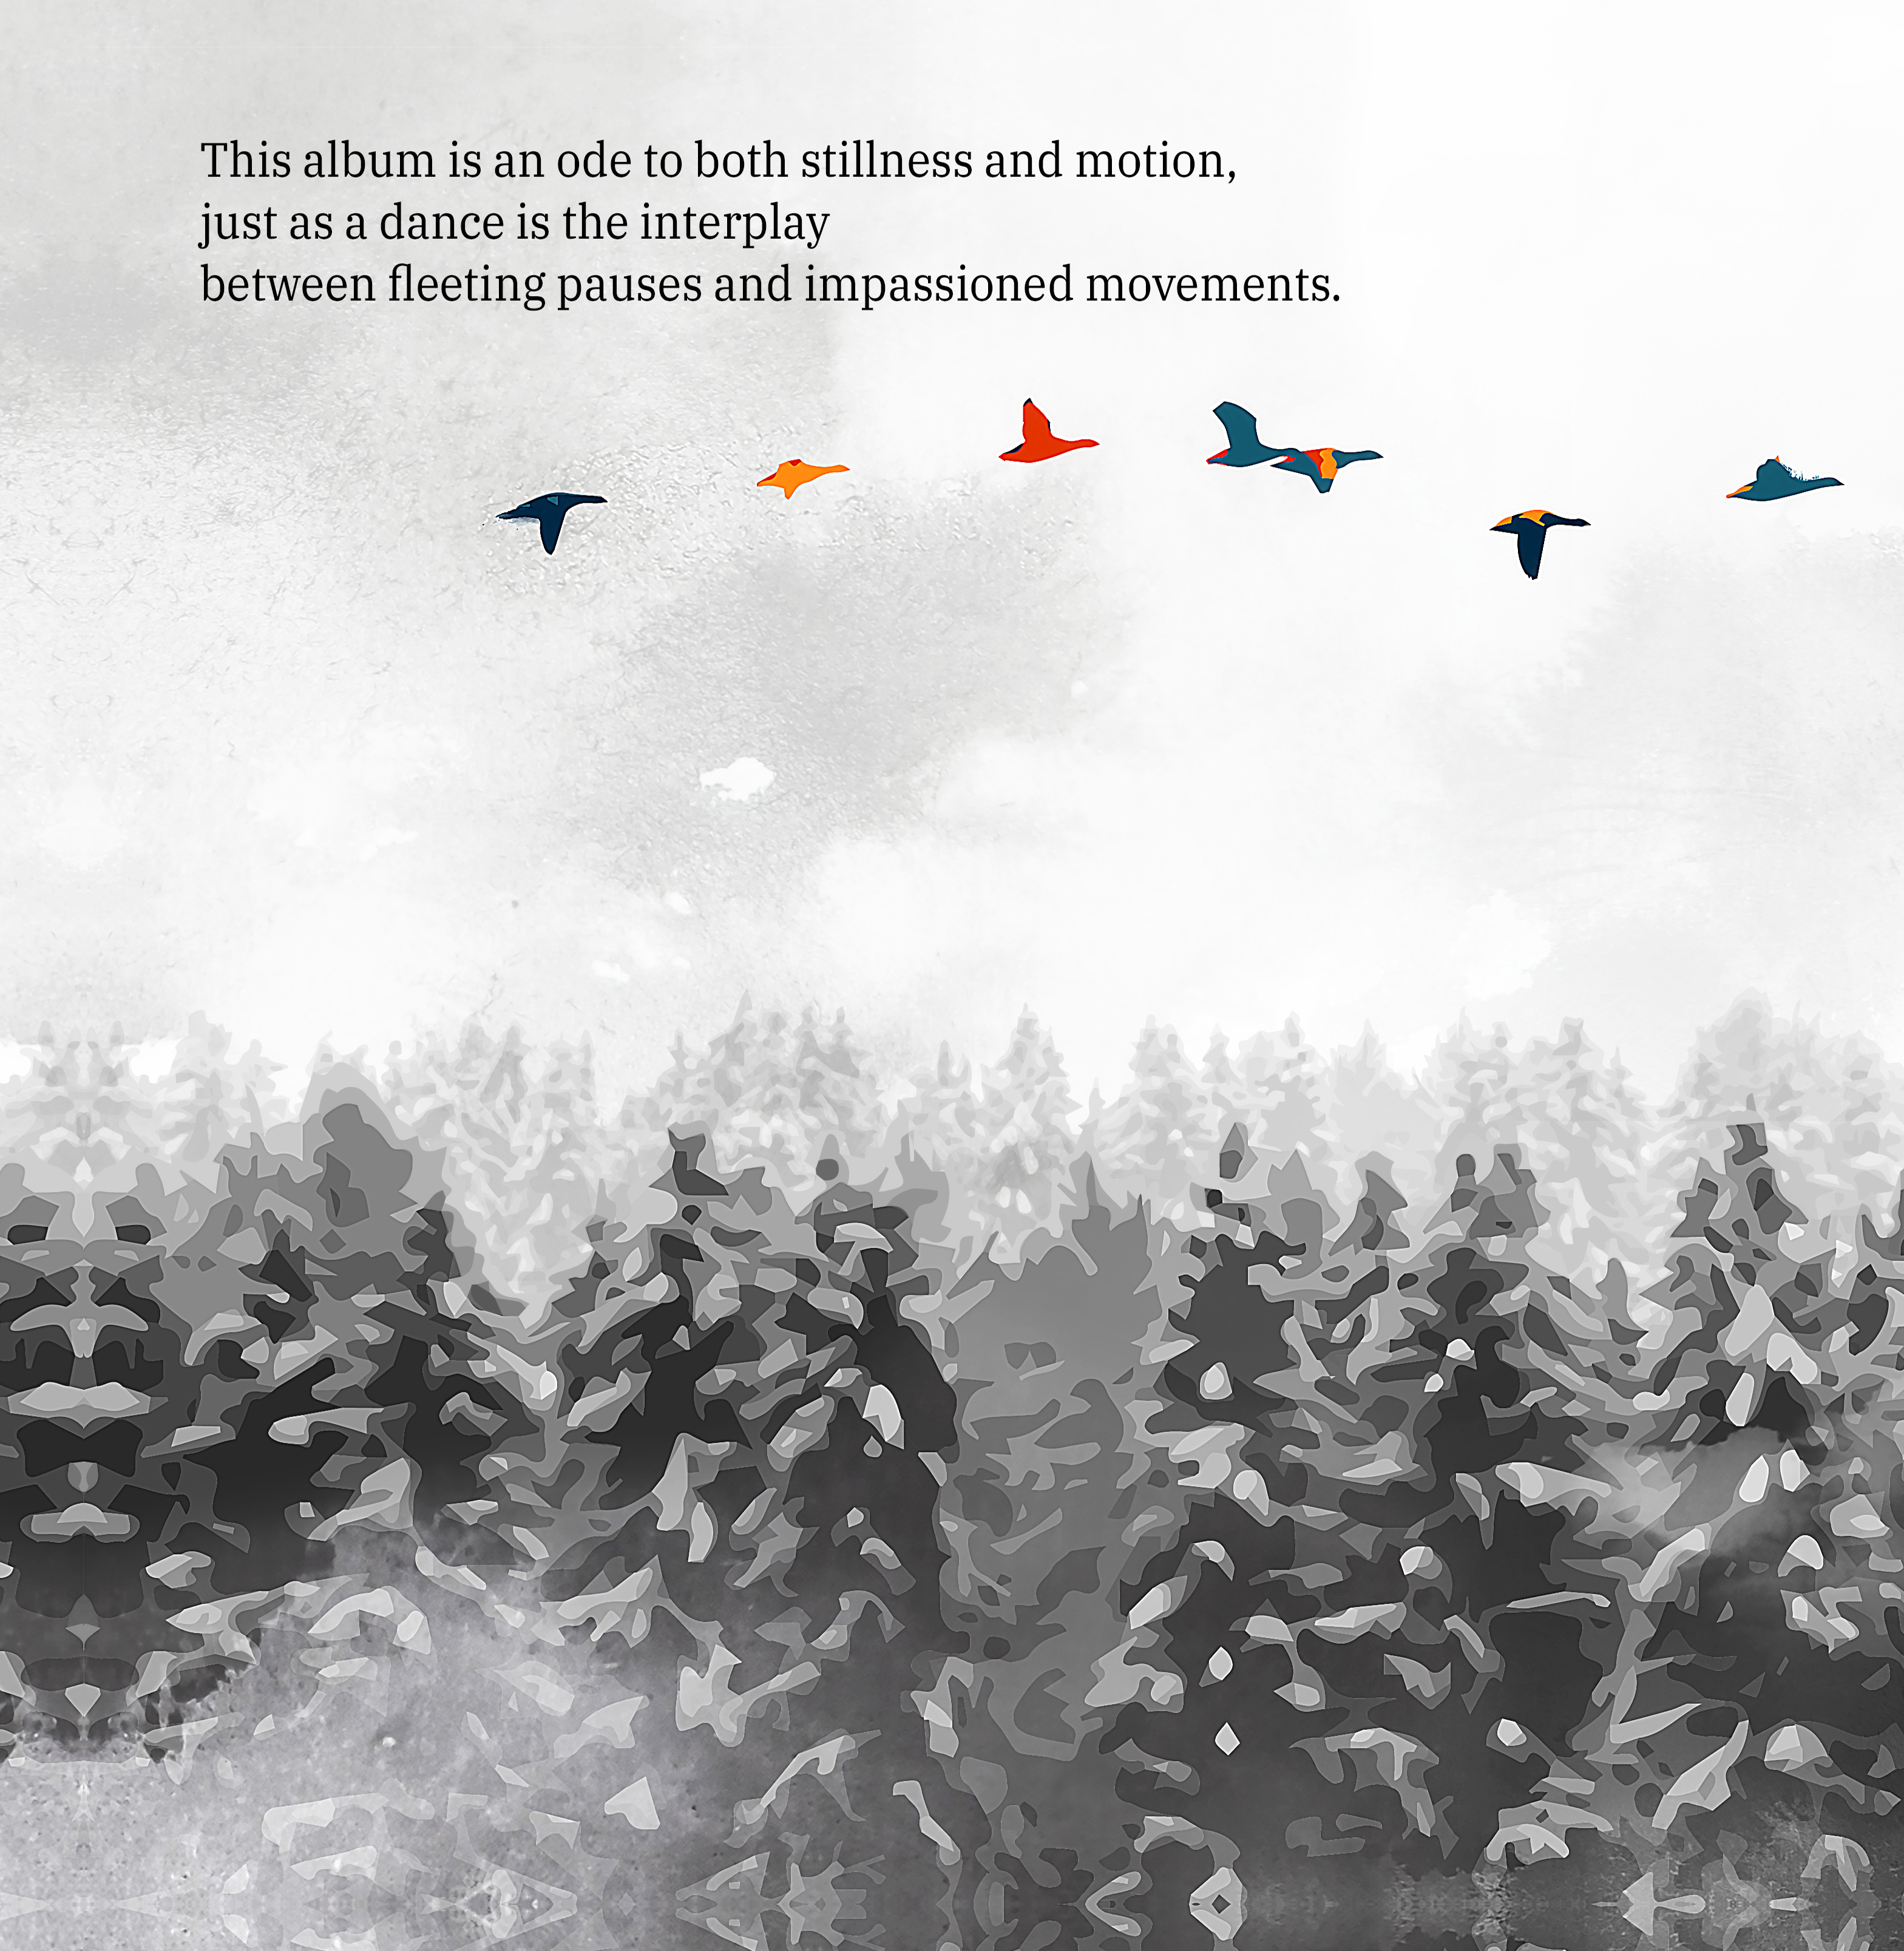 This album is an ode to both stillness and motion,
just as a dance is the interplay
between fleeting pauses and impassioned movements.